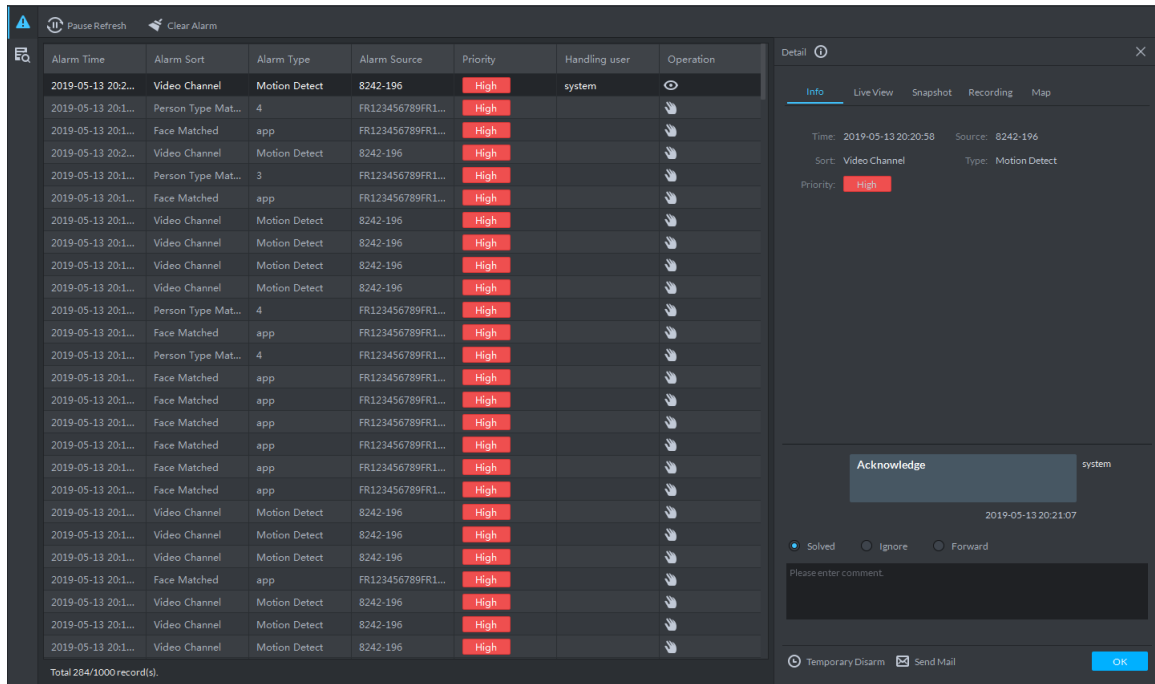 Pause Refresh Clear Alarm
Alarm Time Alarm Sort Alarm Type Alarm Source Priority Handling user Operation
2019-05-13 20:2... Video Channel Motion Detect 8242-196 High system
2019-05-13 20:1... Person Type Mat... 4 FR123456789FR1... High
2019-05-13 20:1... Face Matched app FR123456789FR1... High
2019-05-13 20:2... Video Channel Motion Detect 8242-196 High
2019-05-13 20:1... Person Type Mat... 3 FR123456789FR1... High
2019-05-13 20:1... Face Matched app FR123456789FR1... High
2019-05-13 20:1... Video Channel Motion Detect 8242-196 High
2019-05-13 20:1... Video Channel Motion Detect 8242-196 High
2019-05-13 20:1... Video Channel Motion Detect 8242-196 High
2019-05-13 20:1... Video Channel Motion Detect 8242-196 High
2019-05-13 20:1... Person Type Mat... 4 FR123456789FR1... High
2019-05-13 20:1... Face Matched app FR123456789FR1... High
2019-05-13 20:1... Person Type Mat... 4 FR123456789FR1... High
2019-05-13 20:1... Face Matched app FR123456789FR1... High
2019-05-13 20:1... Face Matched app FR123456789FR1... High
2019-05-13 20:1... Face Matched app FR123456789FR1... High
2019-05-13 20:1... Face Matched app FR123456789FR1... High
2019-05-13 20:1... Face Matched app FR123456789FR1... High
2019-05-13 20:1... Face Matched app FR123456789FR1... High
2019-05-13 20:1... Video Channel Motion Detect 8242-196 High
2019-05-13 20:1... Video Channel Motion Detect 8242-196 High
2019-05-13 20:1... Video Channel Motion Detect 8242-196 High
2019-05-13 20:1... Face Matched app FR123456789FR1... High
2019-05-13 20:1... Video Channel Motion Detect 8242-196 High
2019-05-13 20:1... Video Channel Motion Detect 8242-196 High
2019-05-13 20:1... Video Channel Motion Detect 8242-196 High
Total 284/1000 record(s).
Detail
Info Live View Snapshot Recording Map
Time: 2019-05-13 20:20:58 Source: 8242-196
Sort: Video Channel Type: Motion Detect
Priority: High
Acknowledge system
2019-05-13 20:21:07
Solved Ignore Forward
Please enter comment.
Temporary Disarm Send Mail OK